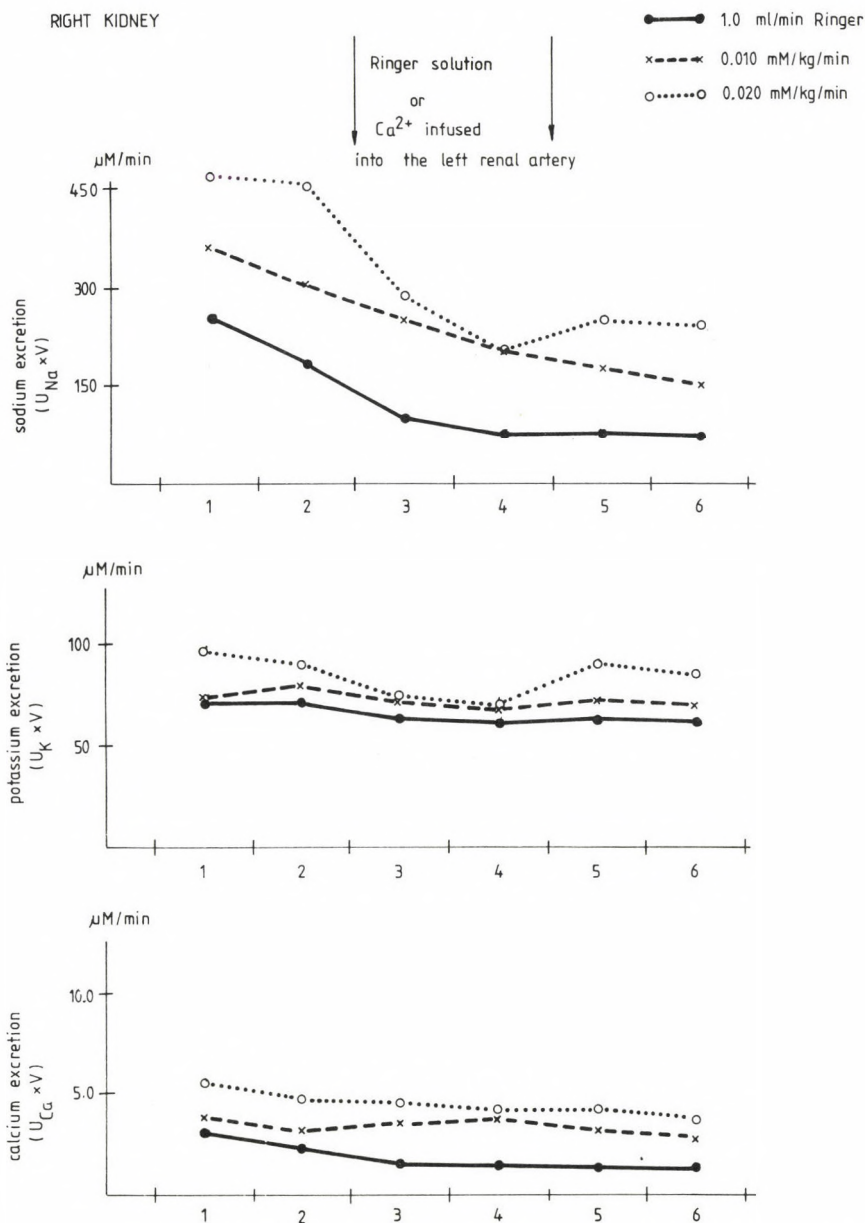 RIGHT KIDNEY
1.0 ml/min Ringer
0.010 mM/kg/min
0.020 mM/kg/min
Ringer solution
or
Ca²⁺ infused
into the left renal artery
µM/min
450
300
150
sodium excretion
(U_Na ×V)
1 2 3 4 5 6
µM/min
100
50
potassium excretion
(U_K ×V)
1 2 3 4 5 6
µM/min
10.0
5.0
calcium excretion
(U_Ca ×V)
1 2 3 4 5 6